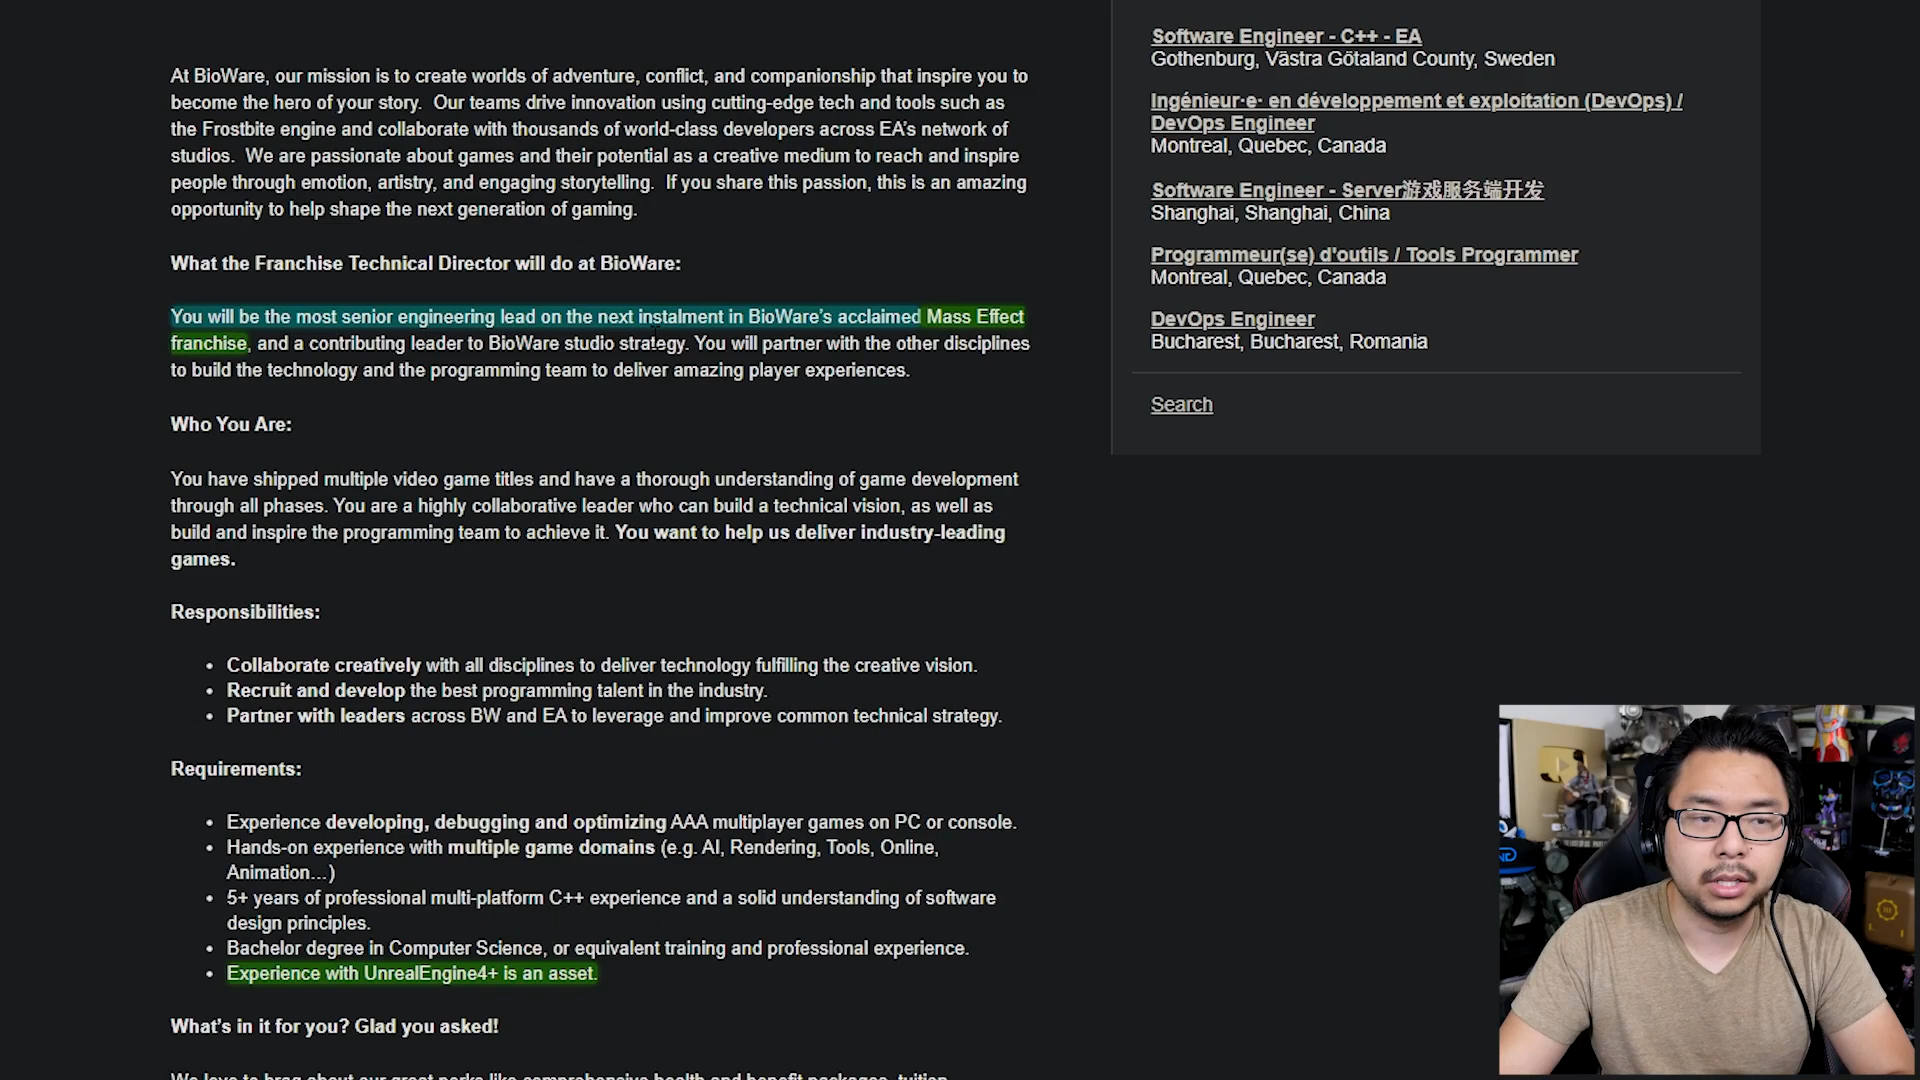 At BioWare, our mission is to create worlds of adventure, conflict, and companionship that inspire you to
become the hero of your story.  Our teams drive innovation using cutting-edge tech and tools such as
the Frostbite engine and collaborate with thousands of world-class developers across EA's network of
studios.  We are passionate about games and their potential as a creative medium to reach and inspire
people through emotion, artistry, and engaging storytelling.  If you share this passion, this is an amazing
opportunity to help shape the next generation of gaming.
What the Franchise Technical Director will do at BioWare:
You will be the most senior engineering lead on the next instalment in BioWare's acclaimed Mass Effect
franchise, and a contributing leader to BioWare studio strategy. You will partner with the other disciplines
to build the technology and the programming team to deliver amazing player experiences.
Who You Are:
You have shipped multiple video game titles and have a thorough understanding of game development
through all phases. You are a highly collaborative leader who can build a technical vision, as well as
build and inspire the programming team to achieve it. You want to help us deliver industry-leading
games.
Responsibilities:
• Collaborate creatively with all disciplines to deliver technology fulfilling the creative vision.
• Recruit and develop the best programming talent in the industry.
• Partner with leaders across BW and EA to leverage and improve common technical strategy.
Requirements:
• Experience developing, debugging and optimizing AAA multiplayer games on PC or console.
• Hands-on experience with multiple game domains (e.g. AI, Rendering, Tools, Online,
Animation…)
• 5+ years of professional multi-platform C++ experience and a solid understanding of software
design principles.
• Bachelor degree in Computer Science, or equivalent training and professional experience.
• Experience with UnrealEngine4+ is an asset.
What's in it for you? Glad you asked!
We love to brag about our great perks like comprehensive health and benefit packages, tuition
Software Engineer - C++ - EA
Gothenburg, Västra Götaland County, Sweden
Ingénieur·e· en développement et exploitation (DevOps) /
DevOps Engineer
Montreal, Quebec, Canada
Software Engineer - Server游戏服务端开发
Shanghai, Shanghai, China
Programmeur(se) d'outils / Tools Programmer
Montreal, Quebec, Canada
DevOps Engineer
Bucharest, Bucharest, Romania
Search